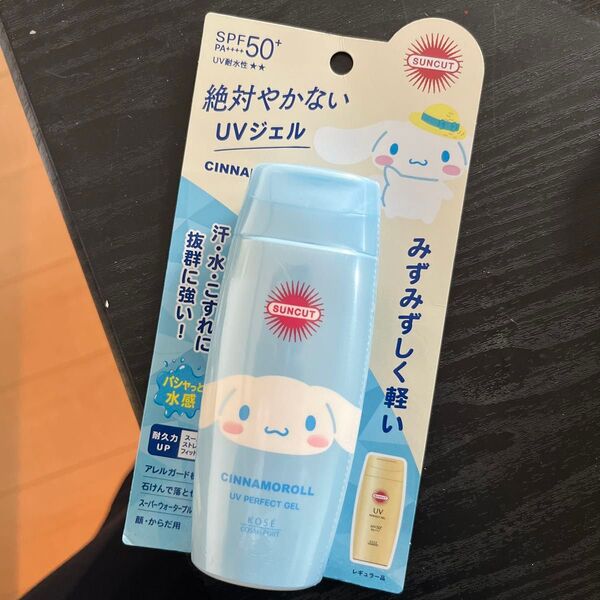 SPF50+
PA++++
UV耐水性★★
SUNCUT
絶対やかない
UVジェル
汗・水・こすれに
抜群に強い!
みずみずしく軽い
パシャっと
水感
耐久力
UP
SUNCUT
CINNAMOROLL
UV PERFECT GEL
KOSÉ
COSMEPORT
アレルガード
石けんで落と
スーパーウォータープル
顔・からだ用
SUNCUT
UV
PERFECT GEL
レギュラー品